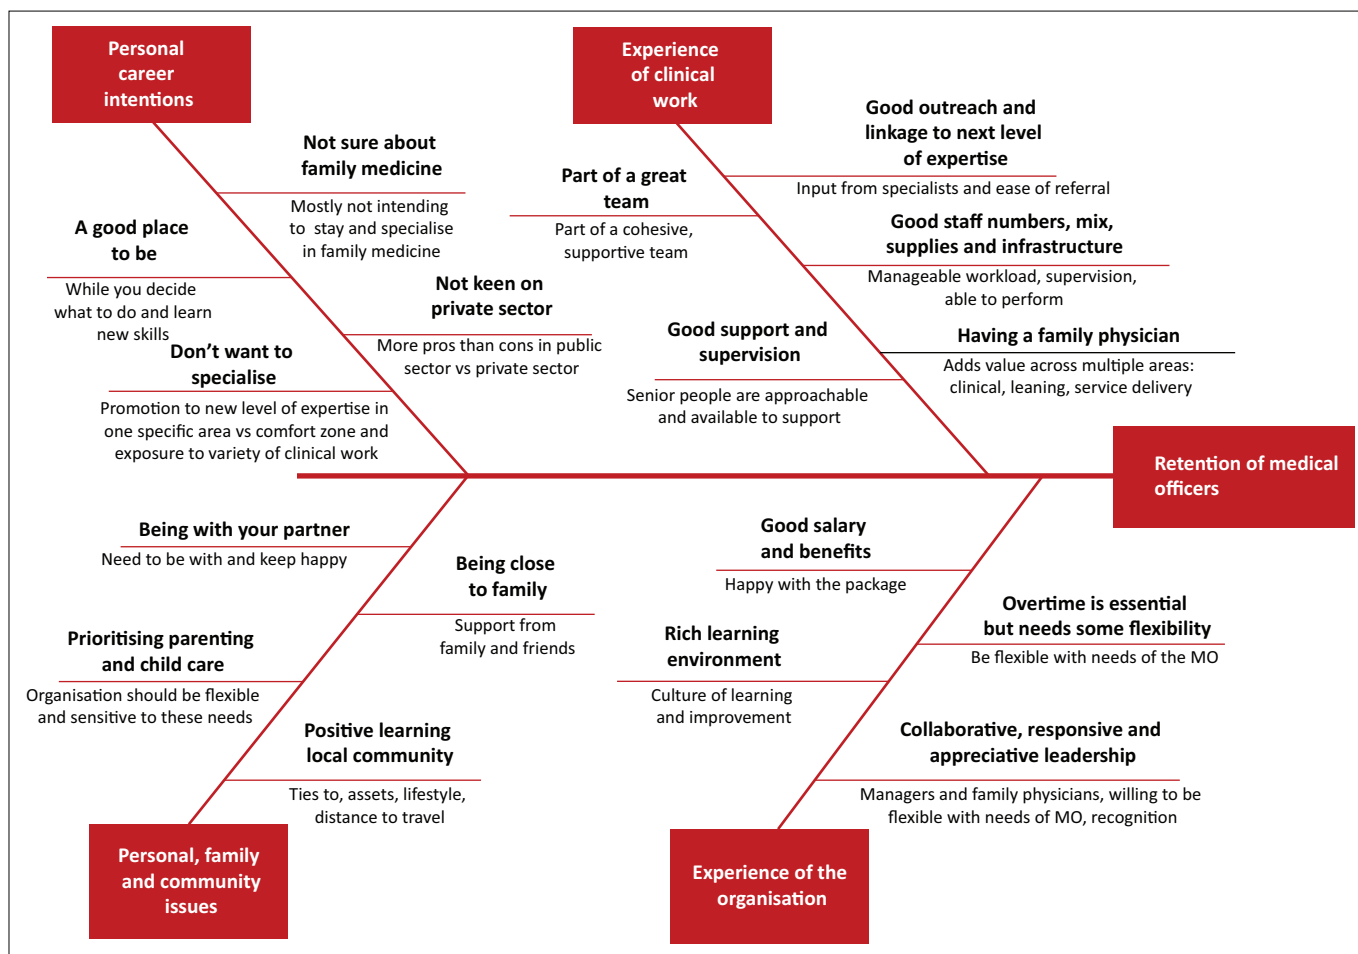 Personal
career
intentions
Not sure about
family medicine
Mostly not intending
to stay and specialise
in family medicine
A good place
to be
While you decide
what to do and learn
new skills
Not keen on
private sector
More pros than cons in public
sector vs private sector
Don't want to
specialise
Promotion to new level of expertise in
one specific area vs comfort zone and
exposure to variety of clinical work
Experience
of clinical
work
Good outreach and
linkage to next level
of expertise
Input from specialists and ease of referral
Part of a great
team
Part of a cohesive,
supportive team
Good staff numbers, mix,
supplies and infrastructure
Manageable workload, supervision,
able to perform
Good support and
supervision
Senior people are approachable
and available to support
Having a family physician
Adds value across multiple areas:
clinical, leaning, service delivery
Retention of medical
officers
Being with your partner
Need to be with and keep happy
Being close
to family
Support from
family and friends
Prioritising parenting
and child care
Organisation should be flexible
and sensitive to these needs
Positive learning
local community
Ties to, assets, lifestyle,
distance to travel
Personal, family
and community
issues
Good salary
and benefits
Happy with the package
Overtime is essential
but needs some flexibility
Be flexible with needs of the MO
Rich learning
environment
Culture of learning
and improvement
Collaborative, responsive and
appreciative leadership
Managers and family physicians, willing to be
flexible with needs of MO, recognition
Experience of the
organisation